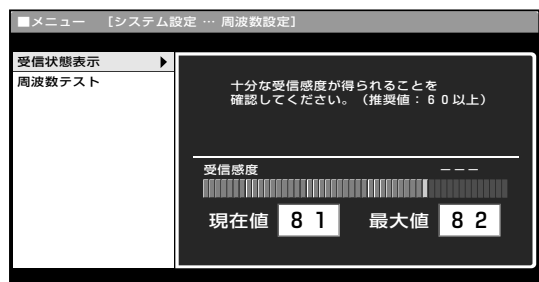 ■メニュー ［システム設定 … 周波数設定］
受信状態表示 ▶
周波数テスト
十分な受信感度が得られることを
確認してください。（推奨値：６０以上）
受信感度 －－－
現在値 ８１ 最大値 ８２